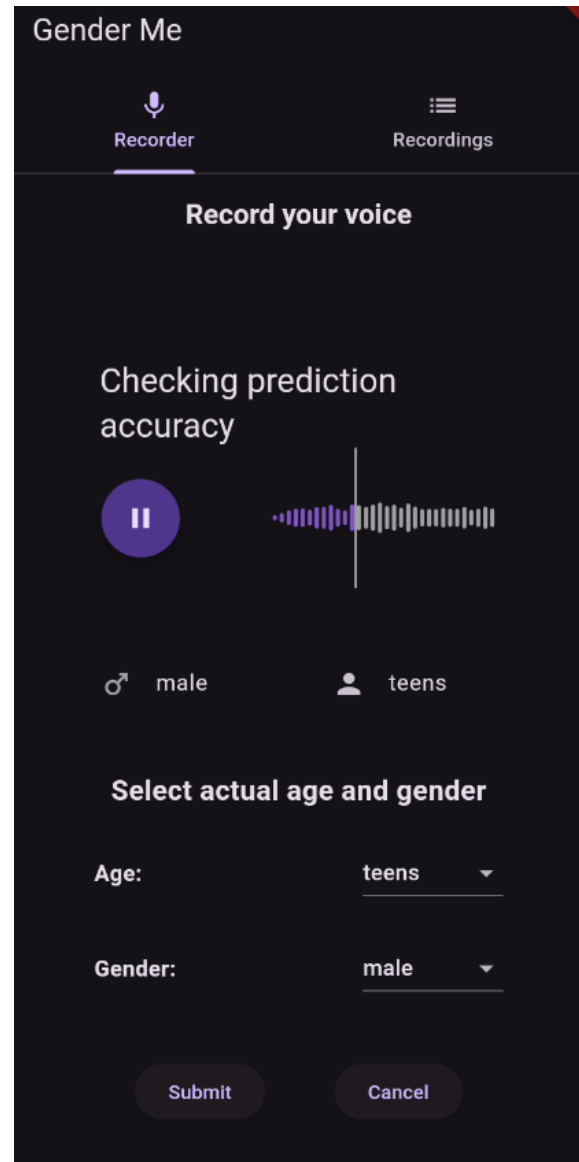 Gender Me
Recorder
Recordings
Record your voice
Checking prediction
accuracy
male
teens
Select actual age and gender
Age:
teens
Gender:
male
Submit
Cancel